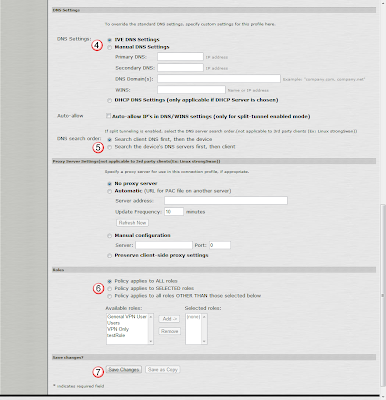 DNS Settings
To override the standard DNS settings, specify custom settings for this profile here.
DNS Settings: IVE DNS Settings
4 Manual DNS Settings
Primary DNS: IP address
Secondary DNS: IP address
DNS Domain(s): Example: "company.com, company.net"
WINS: Name or IP address
DHCP DNS Settings (only applicable if DHCP Server is chosen)
Auto-allow Auto-allow IP's in DNS/WINS settings (only for split-tunnel enabled mode)
If split tunneling is enabled, select the DNS server search order (not applicable to 3rd party clients
DNS search order: Search client DNS first, then the device
5 Search the device's DNS servers first, then client
Proxy Server Settings(not applicable to 3rd party clients
Specify a proxy server for use in this connection profile, if appropriate.
No proxy server
Automatic (URL for PAC file on another server)
Server address:
Update Frequency: 10 minutes
Refresh Now
Manual configuration
Server: Port: 0
Preserve client-side proxy settings
Roles
Policy applies to ALL roles
6 Policy applies to SELECTED roles
Policy applies to all roles OTHER THAN those selected below
Available roles: Selected roles:
General VPN User Add -> (none)
Users
VPN Only Remove
testRole
Save changes?
7 Save Changes Save as Copy
* indicates required field